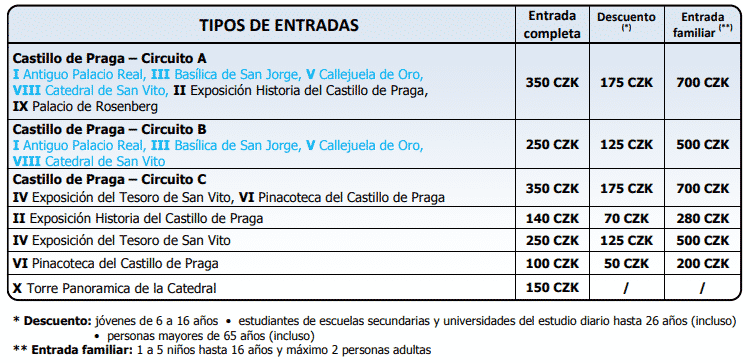 TIPOS DE ENTRADAS
Entrada completa
Descuento (*)
Entrada familiar (**)
Castillo de Praga – Circuito A
I Antiguo Palacio Real, III Basílica de San Jorge, V Callejuela de Oro,
VIII Catedral de San Vito, II Exposición Historia del Castillo de Praga,
IX Palacio de Rosenberg
350 CZK 175 CZK 700 CZK
Castillo de Praga – Circuito B
I Antiguo Palacio Real, III Basílica de San Jorge, V Callejuela de Oro,
VIII Catedral de San Vito
250 CZK 125 CZK 500 CZK
Castillo de Praga – Circuito C
IV Exposición del Tesoro de San Vito, VI Pinacoteca del Castillo de Praga
350 CZK 175 CZK 700 CZK
II Exposición Historia del Castillo de Praga 140 CZK 70 CZK 280 CZK
IV Exposición del Tesoro de San Vito 250 CZK 125 CZK 500 CZK
VI Pinacoteca del Castillo de Praga 100 CZK 50 CZK 200 CZK
X Torre Panoramica de la Catedral 150 CZK / /
* Descuento: jóvenes de 6 a 16 años • estudiantes de escuelas secundarias y universidades del estudio diario hasta 26 años (incluso)
• personas mayores de 65 años (incluso)
** Entrada familiar: 1 a 5 niños hasta 16 años y máximo 2 personas adultas